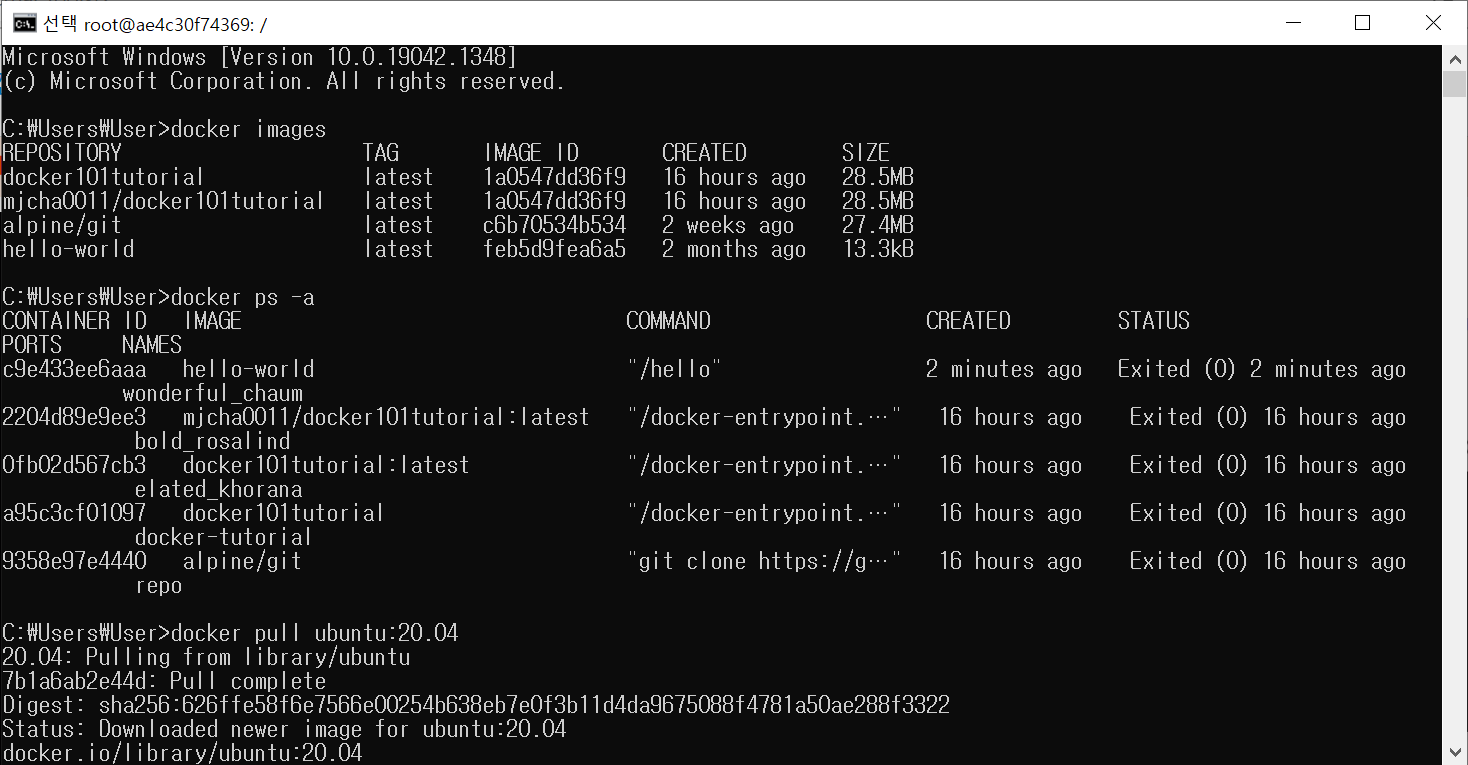 선택 root@ae4c30f74369: /
Microsoft Windows [Version 10.0.19042.1348]
(c) Microsoft Corporation. All rights reserved.
C:₩Users₩User>docker images
REPOSITORY TAG IMAGE ID CREATED SIZE
docker101tutorial latest 1a0547dd36f9 16 hours ago 28.5MB
mjcha0011/docker101tutorial latest 1a0547dd36f9 16 hours ago 28.5MB
alpine/git latest c6b70534b534 2 weeks ago 27.4MB
hello-world latest feb5d9fea6a5 2 months ago 13.3kB
C:₩Users₩User>docker ps -a
CONTAINER ID IMAGE COMMAND CREATED STATUS
PORTS NAMES
c9e433ee6aaa hello-world "/hello" 2 minutes ago Exited (0) 2 minutes ago
wonderful_chaum
2204d89e9ee3 mjcha0011/docker101tutorial:latest "/docker-entrypoint.…" 16 hours ago Exited (0) 16 hours ago
bold_rosalind
0fb02d567cb3 docker101tutorial:latest "/docker-entrypoint.…" 16 hours ago Exited (0) 16 hours ago
elated_khorana
a95c3cf01097 docker101tutorial "/docker-entrypoint.…" 16 hours ago Exited (0) 16 hours ago
docker-tutorial
9358e97e4440 alpine/git "git clone https://g…" 16 hours ago Exited (0) 16 hours ago
repo
C:₩Users₩User>docker pull ubuntu:20.04
20.04: Pulling from library/ubuntu
7b1a6ab2e44d: Pull complete
Digest: sha256:626ffe58f6e7566e00254b638eb7e0f3b11d4da9675088f4781a50ae288f3322
Status: Downloaded newer image for ubuntu:20.04
docker.io/library/ubuntu:20.04